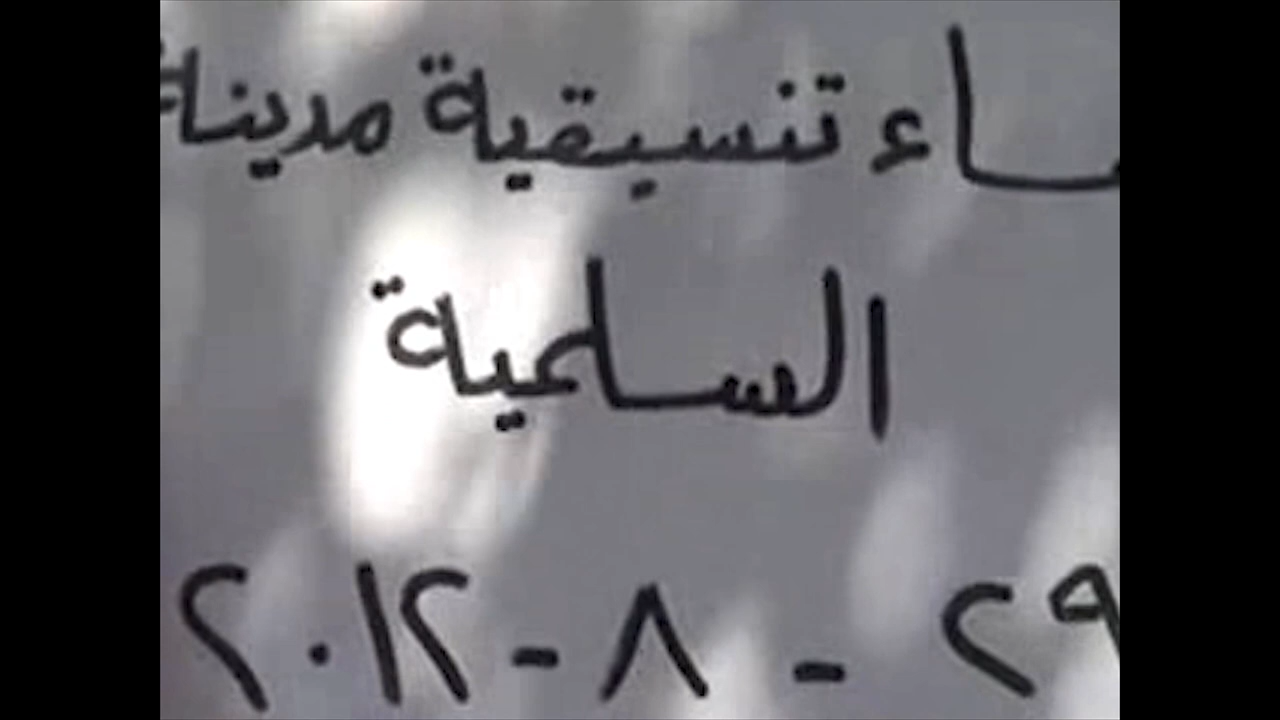 تنسيقية مدينة
السلمية
٢٩ - ٨ - ٢٠١٢